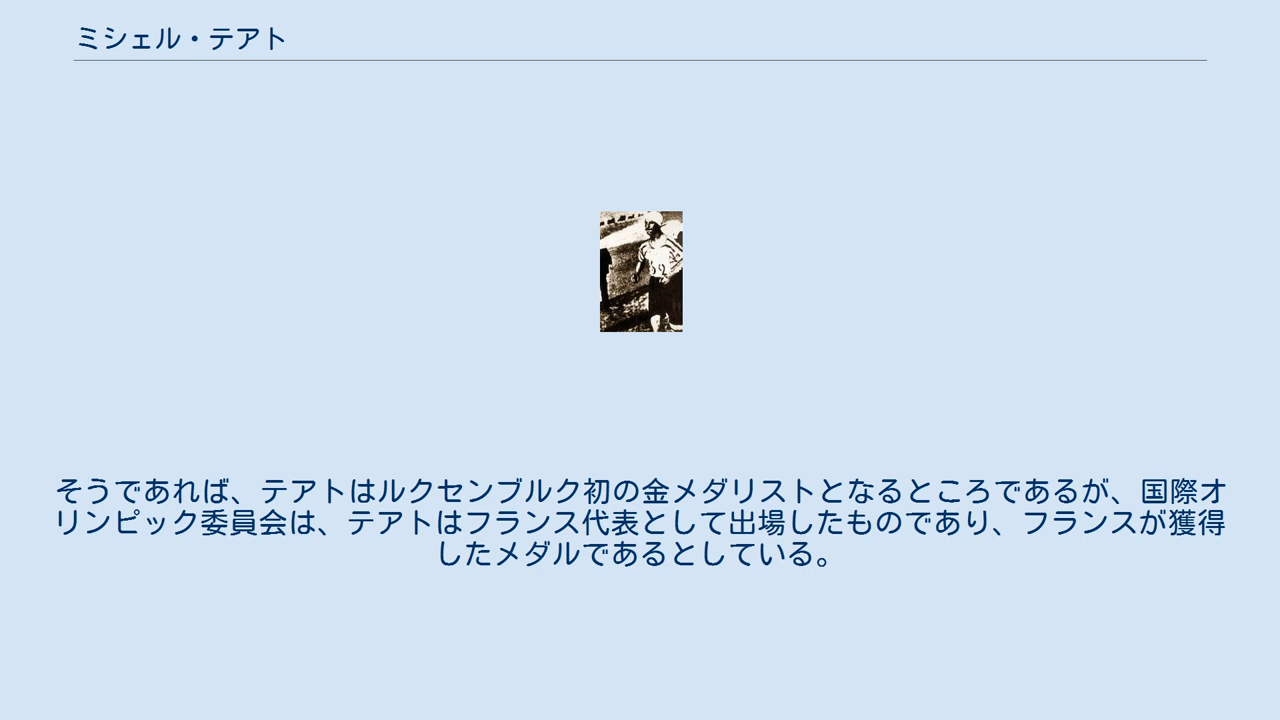 ミシェル・テアト
そうであれば、テアトはルクセンブルク初の金メダリストとなるところであるが、国際オ
リンピック委員会は、テアトはフランス代表として出場したものであり、フランスが獲得
したメダルであるとしている。